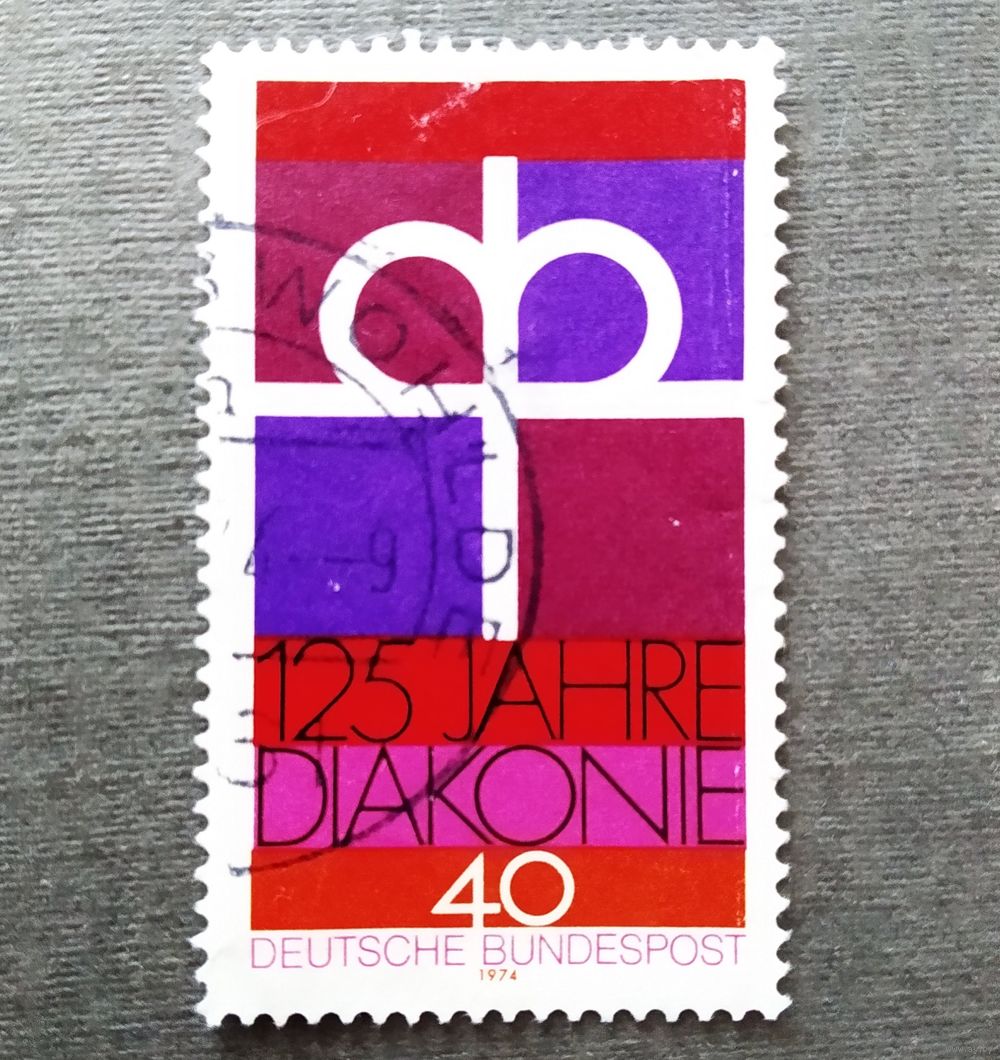 125 JAHRE
DIAKONIE
40
DEUTSCHE BUNDESPOST
1974